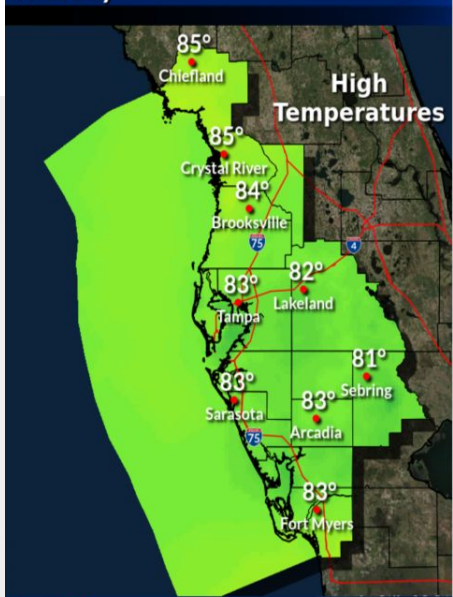 85°
Chiefland
High
Temperatures
85°
Crystal River
84°
Brooksville
75
4
83°
Tampa
82°
Lakeland
81°
Sebring
83°
Sarasota
83°
Arcadia
75
83°
Fort Myers